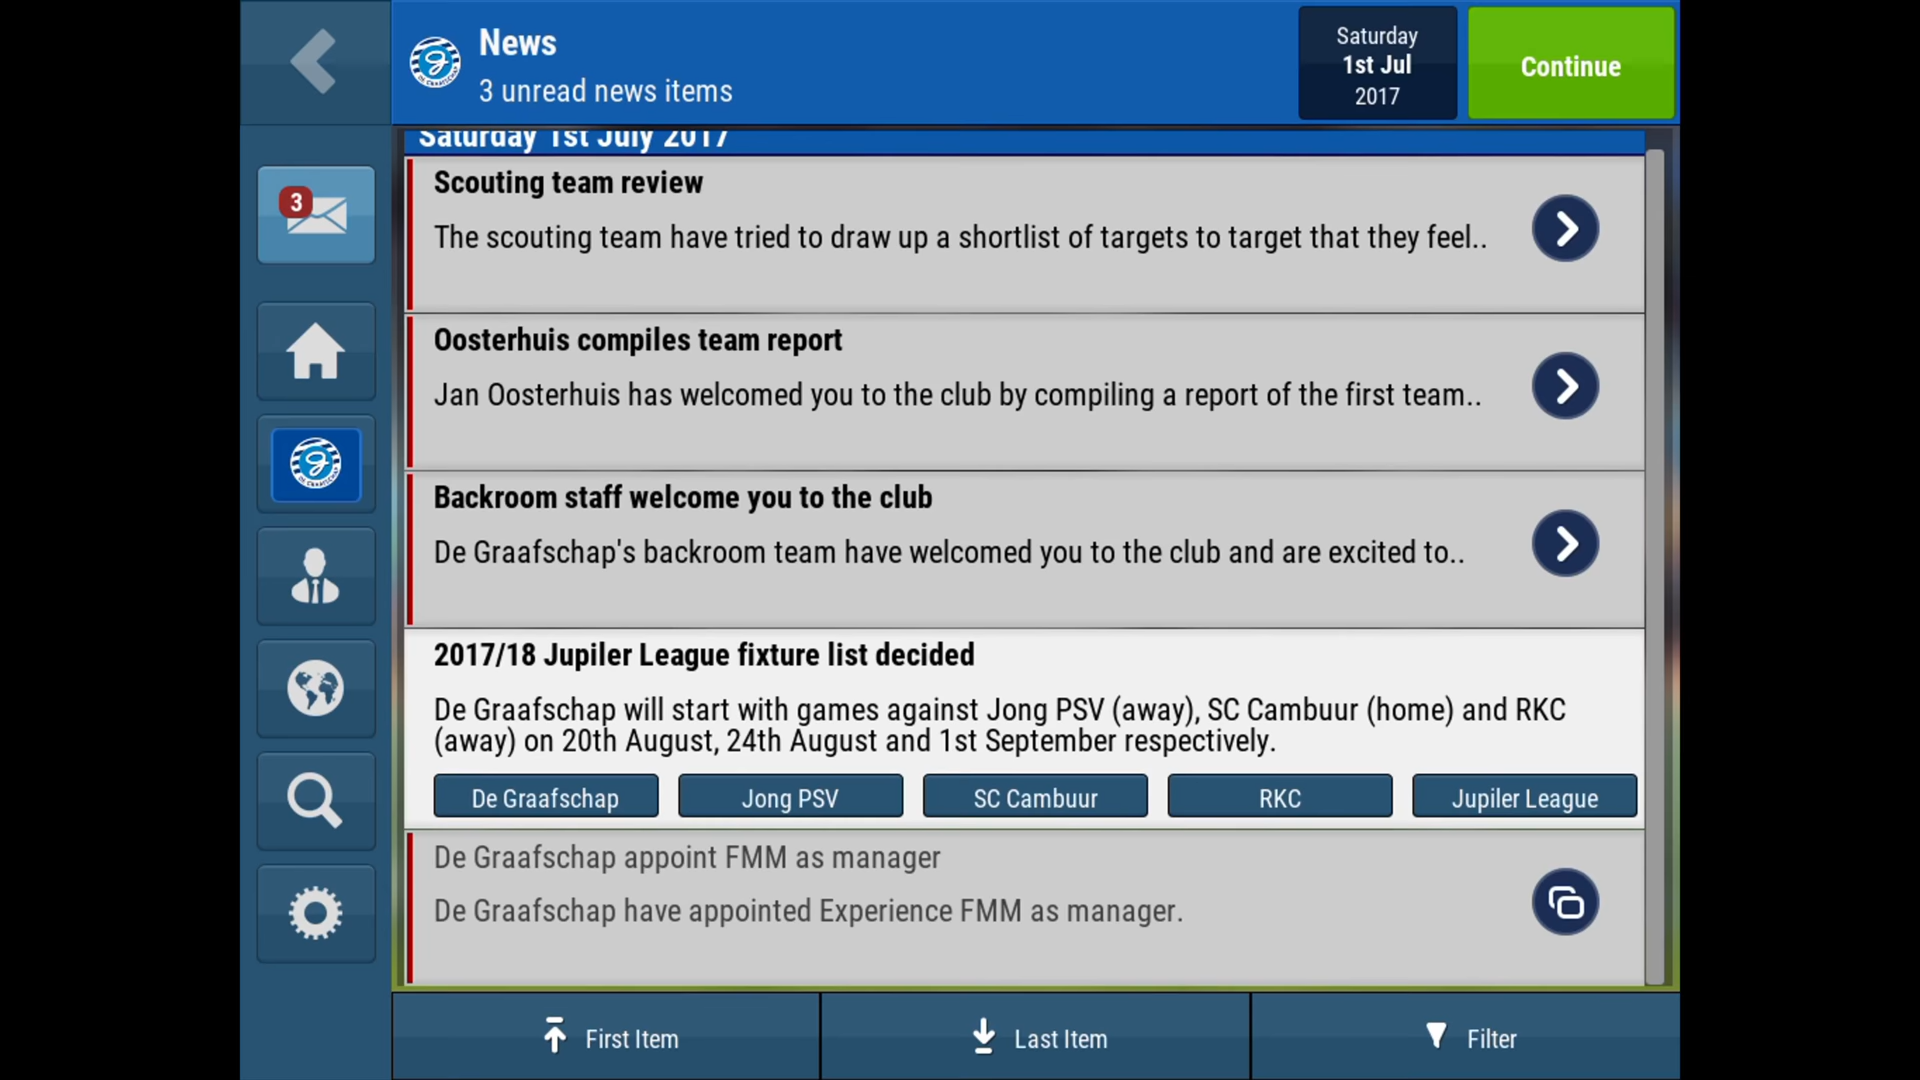 News
3 unread news items
Saturday
1st Jul
2017
Continue
3
Saturday 1st July 2017
Scouting team review
The scouting team have tried to draw up a shortlist of targets to target that they feel..
Oosterhuis compiles team report
Jan Oosterhuis has welcomed you to the club by compiling a report of the first team..
Backroom staff welcome you to the club
De Graafschap's backroom team have welcomed you to the club and are excited to..
2017/18 Jupiler League fixture list decided
De Graafschap will start with games against Jong PSV (away), SC Cambuur (home) and RKC
(away) on 20th August, 24th August and 1st September respectively.
De Graafschap
Jong PSV
SC Cambuur
RKC
Jupiler League
De Graafschap appoint FMM as manager
De Graafschap have appointed Experience FMM as manager.
First Item
Last Item
Filter